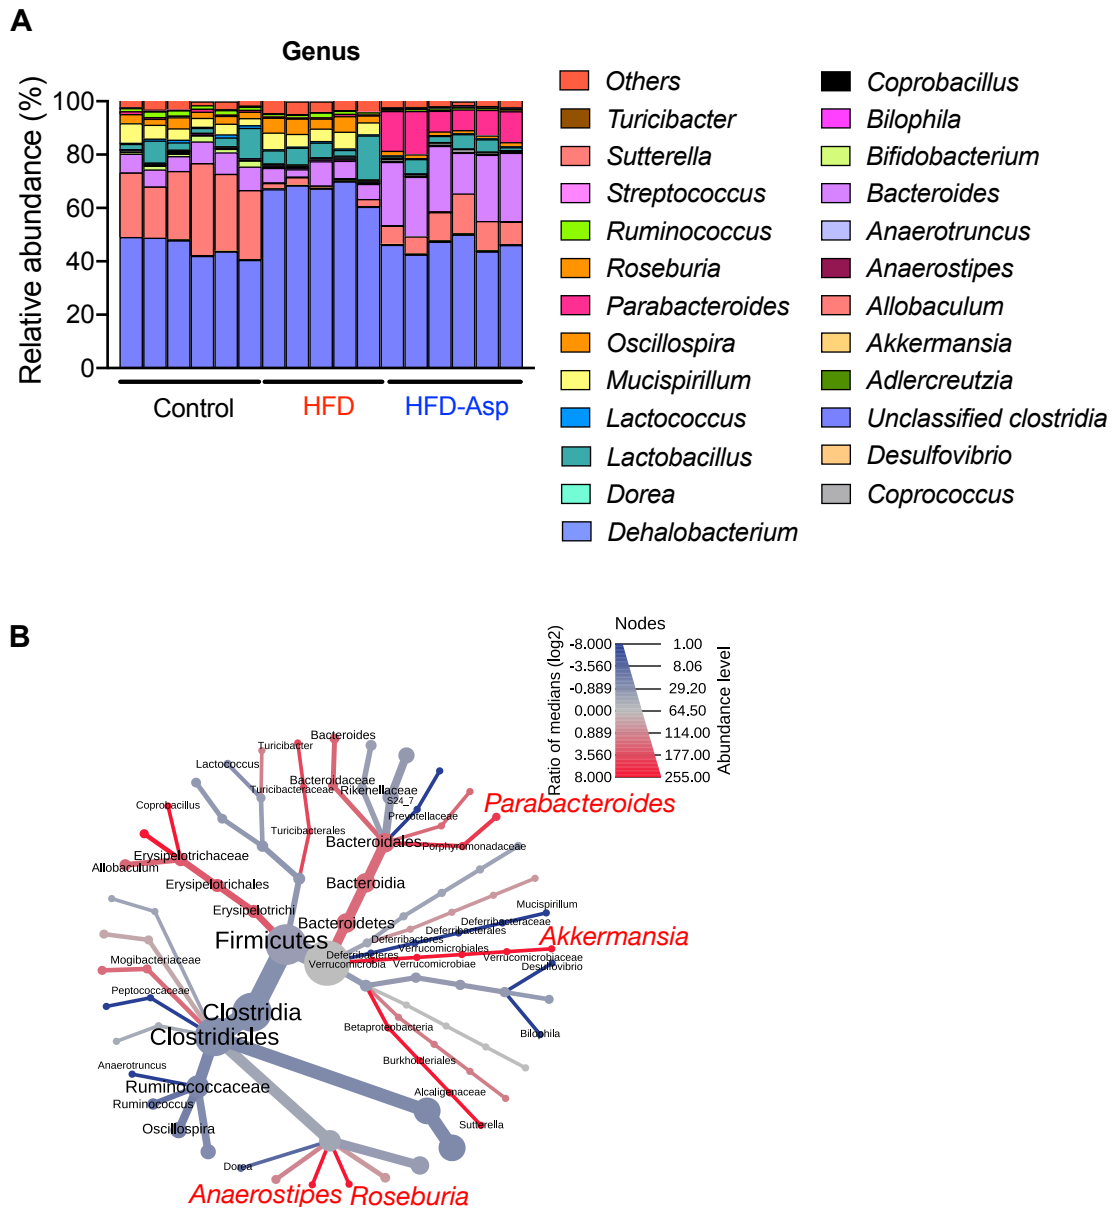 A
Genus
Relative abundance (%)
100
80
60
40
20
0
Control
HFD
HFD-Asp
Others
Turicibacter
Sutterella
Streptococcus
Ruminococcus
Roseburia
Parabacteroides
Oscillospira
Mucispirillum
Lactococcus
Lactobacillus
Dorea
Dehalobacterium
Coprobacillus
Bilophila
Bifidobacterium
Bacteroides
Anaerotruncus
Anaerostipes
Allobaculum
Akkermansia
Adlercreutzia
Unclassified clostridia
Desulfovibrio
Coprococcus
B
Nodes
Ratio of medians (log2)
Abundance level
-8.000 1.00
-3.560 8.06
-0.889 29.20
0.000 64.50
0.889 114.00
3.560 177.00
8.000 255.00
Bacteroides
Turicibacter
Lactococcus
Bacteroidaceae
Turicibacteraceae
Rikenellaceae
S24_7
Coprobacillus
Prevotellaceae
Parabacteroides
Turicibacterales
Bacteroidales
Porphyromonadaceae
Erysipelotrichaceae
Allobaculum
Erysipelotrichales
Bacteroidia
Erysipelotrichi
Bacteroidetes
Mucispirillum
Deferribacteraceae
Deferribacterales
Deferribacteres
Firmicutes
Akkermansia
Verrucomicrobiales
Deferribacteres
Verrucomicrobiaceae
Verrucomicrobia
Verrucomicrobiae
Desulfovibrio
Mogibacteriaceae
Peptococcaceae
Clostridia
Clostridiales
Betaproteobacteria
Bilophila
Burkholderiales
Anaerotruncus
Ruminococcaceae
Alcaligenaceae
Ruminococcus
Oscillospira
Sutterella
Dorea
Anaerostipes
Roseburia